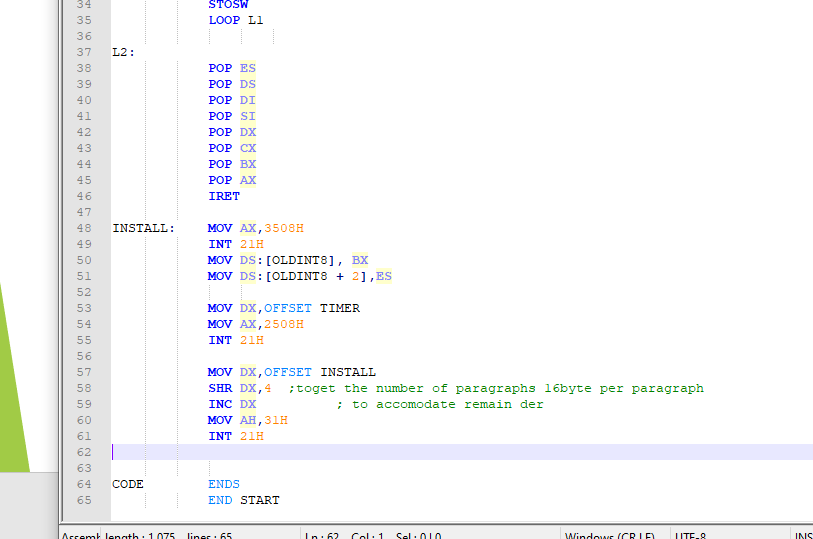 34 STOSW
35 LOOP L1
36
37 L2:
38 POP ES
39 POP DS
40 POP DI
41 POP SI
42 POP DX
43 POP CX
44 POP BX
45 POP AX
46 IRET
47
48 INSTALL: MOV AX,3508H
49 INT 21H
50 MOV DS:[OLDINT8], BX
51 MOV DS:[OLDINT8 + 2],ES
52
53 MOV DX,OFFSET TIMER
54 MOV AX,2508H
55 INT 21H
56
57 MOV DX,OFFSET INSTALL
58 SHR DX,4 ;toget the number of paragraphs 16byte per paragraph
59 INC DX ; to accomodate remain der
60 MOV AH,31H
61 INT 21H
62
63
64 CODE ENDS
65 END START
Assemb length : 1,075 lines : 65 Ln : 62 Col : 1 Sel : 0 | 0 Windows (CR LF) UTF-8 INS